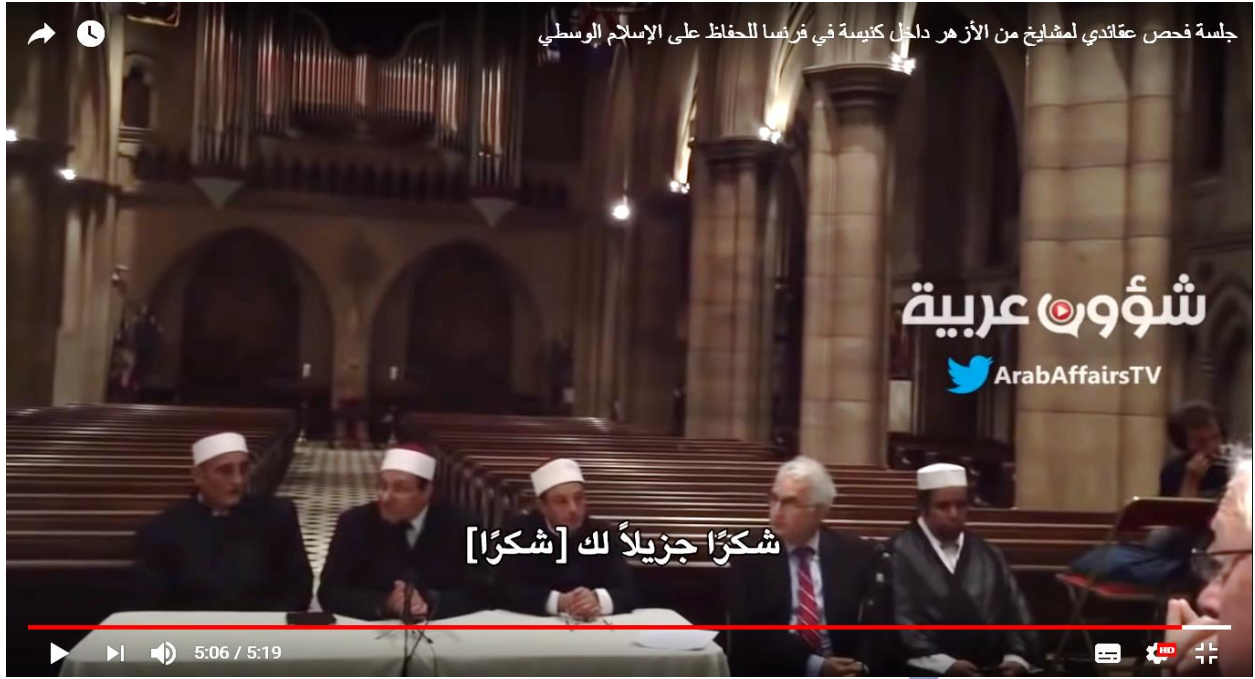 جلسة فحص عقائدي لمشايخ من الأزهر داخل كنيسة في فرنسا للحفاظ على الإسلام الوسطي
شؤون عربية
ArabAffairsTV
شكرًا جزيلاً لك [شكرًا]
5:06 / 5:19
HD